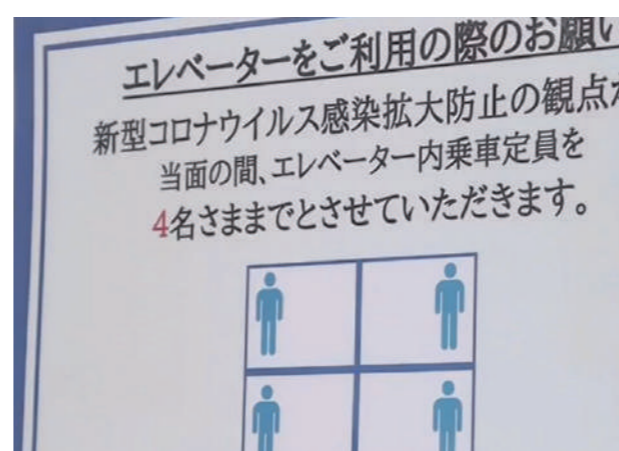 エレベーターをご利用の際のお願い
新型コロナウイルス感染拡大防止の観点か
当面の間、エレベーター内乗車定員を
4名さままでとさせていただきます。